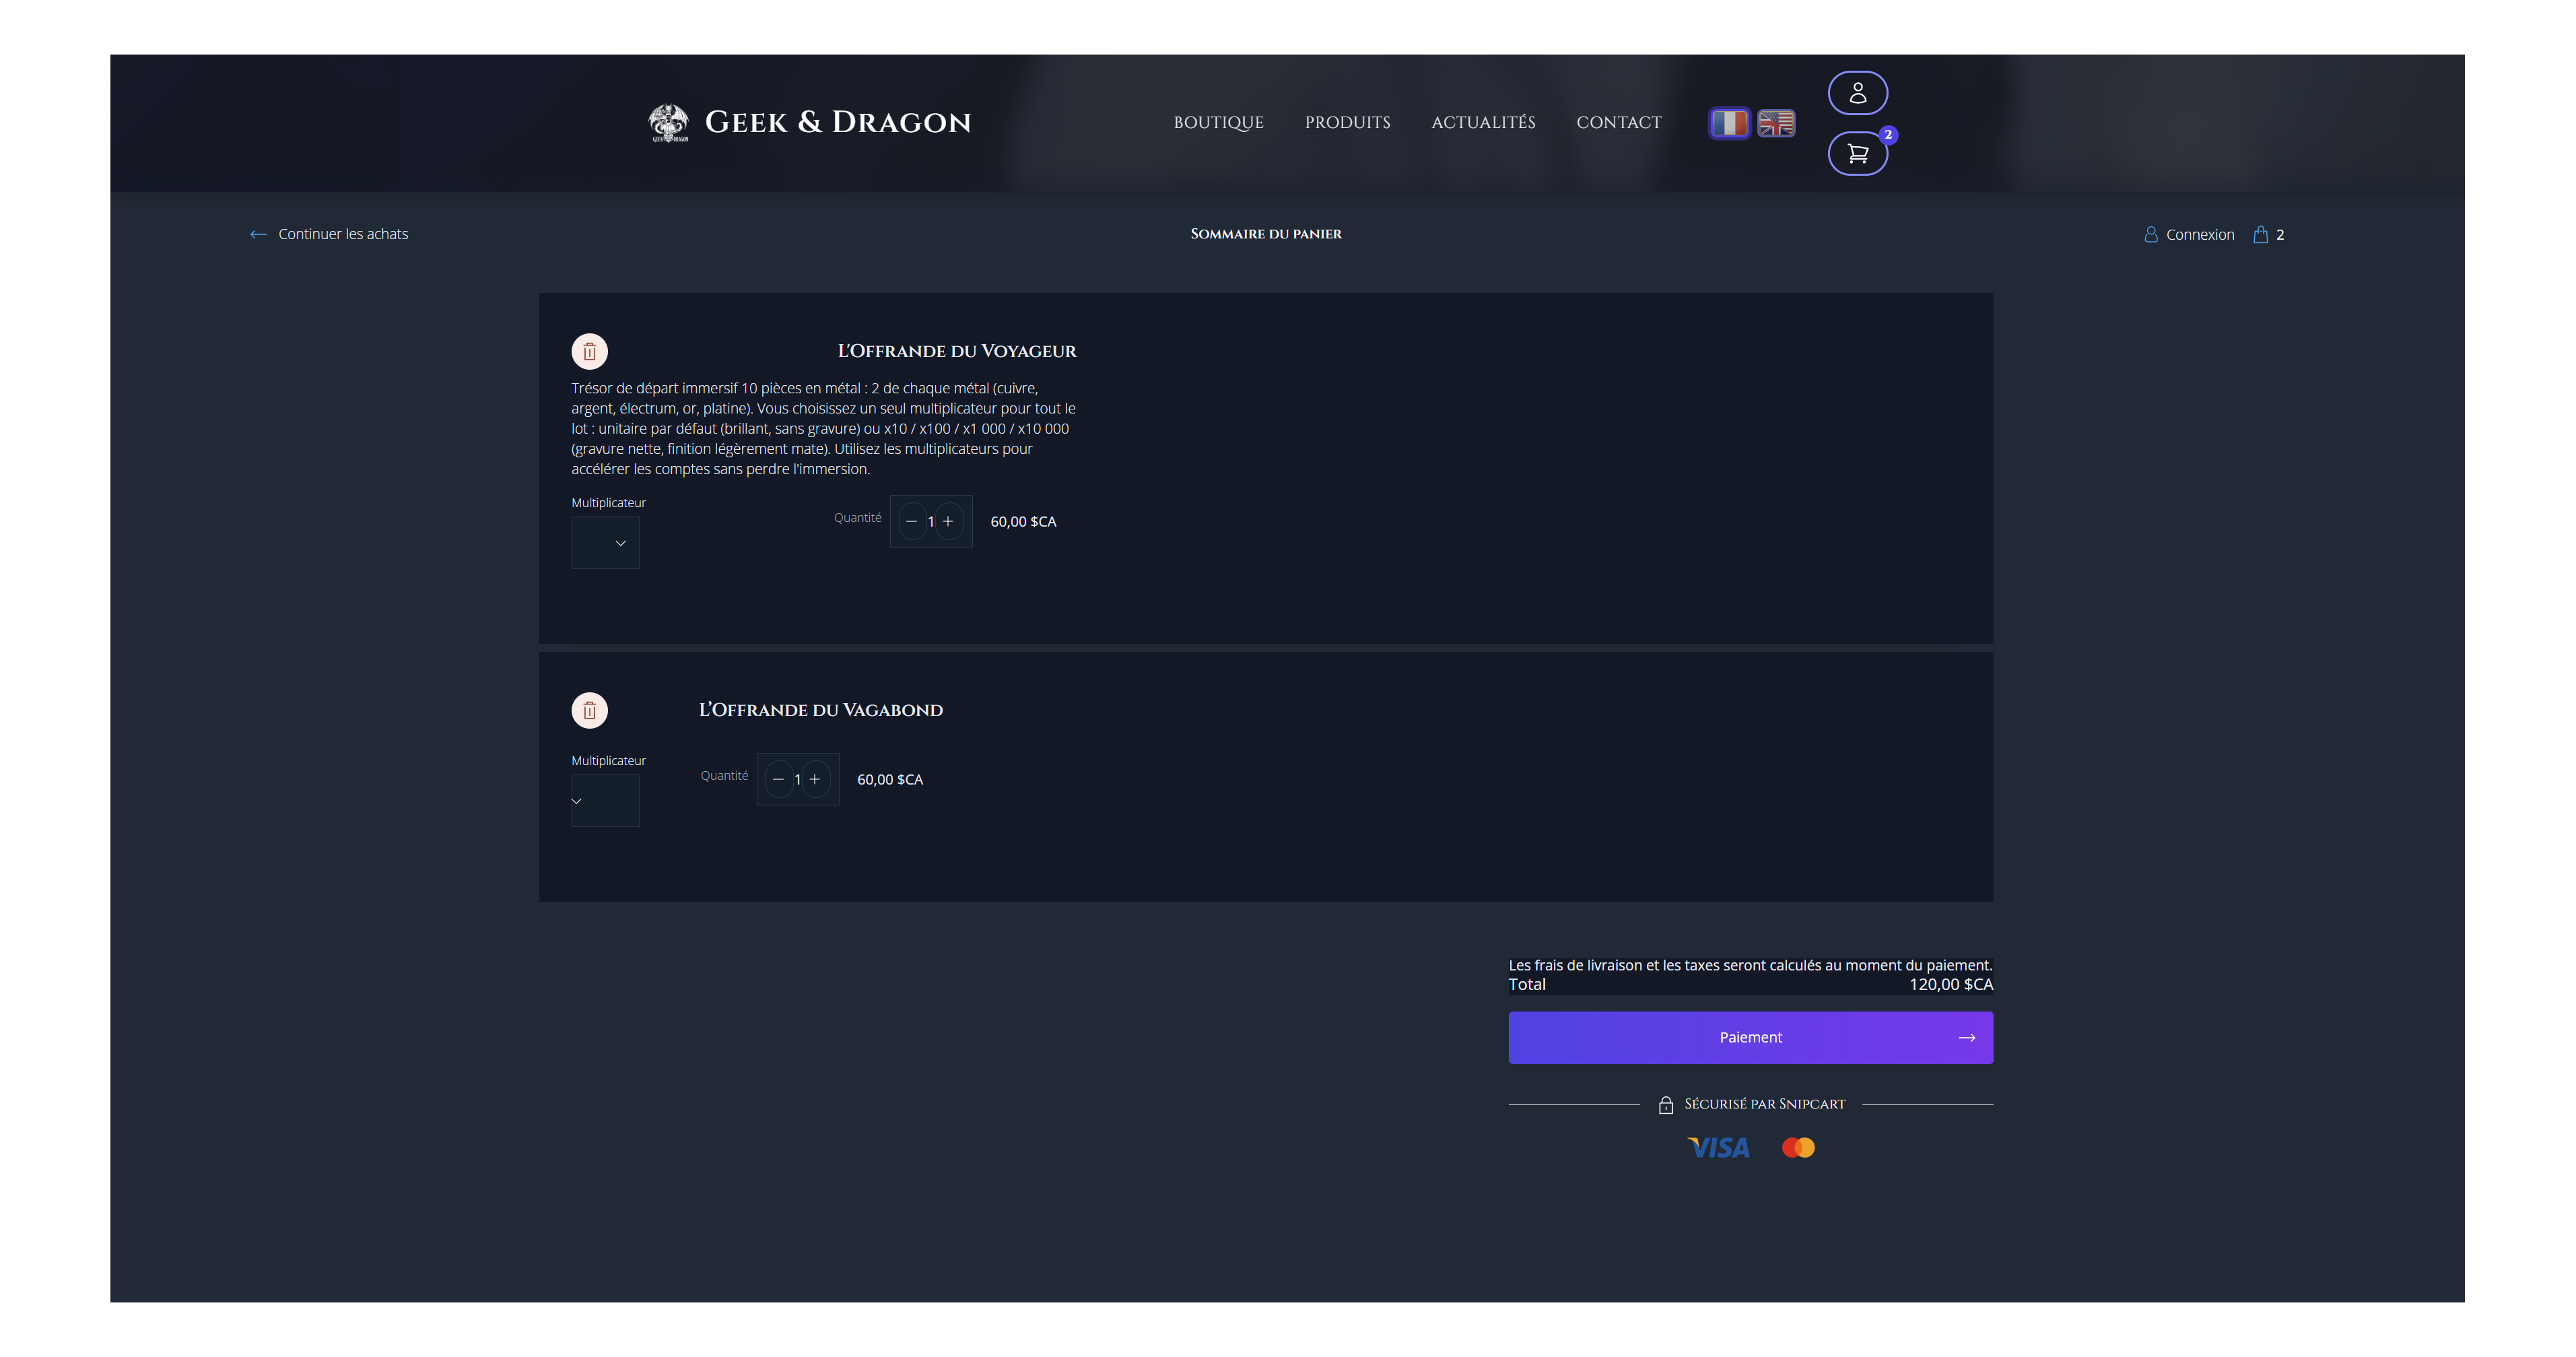 GEEK & DRAGON
BOUTIQUE PRODUITS ACTUALITÉS CONTACT
2
Continuer les achats
SOMMAIRE DU PANIER
Connexion 2
L'OFFRANDE DU VOYAGEUR
Trésor de départ immersif 10 pièces en métal : 2 de chaque métal (cuivre,
argent, électrum, or, platine). Vous choisissez un seul multiplicateur pour tout le
lot : unitaire par défaut (brillant, sans gravure) ou x10 / x100 / x1 000 / x10 000
(gravure nette, finition légèrement mate). Utilisez les multiplicateurs pour
accélérer les comptes sans perdre l'immersion.
Multiplicateur
Quantité 1 60,00 $CA
L’OFFRANDE DU VAGABOND
Multiplicateur
Quantité 1 60,00 $CA
Les frais de livraison et les taxes seront calculés au moment du paiement.
Total 120,00 $CA
Paiement
SÉCURISÉ PAR SNIPCART
VISA